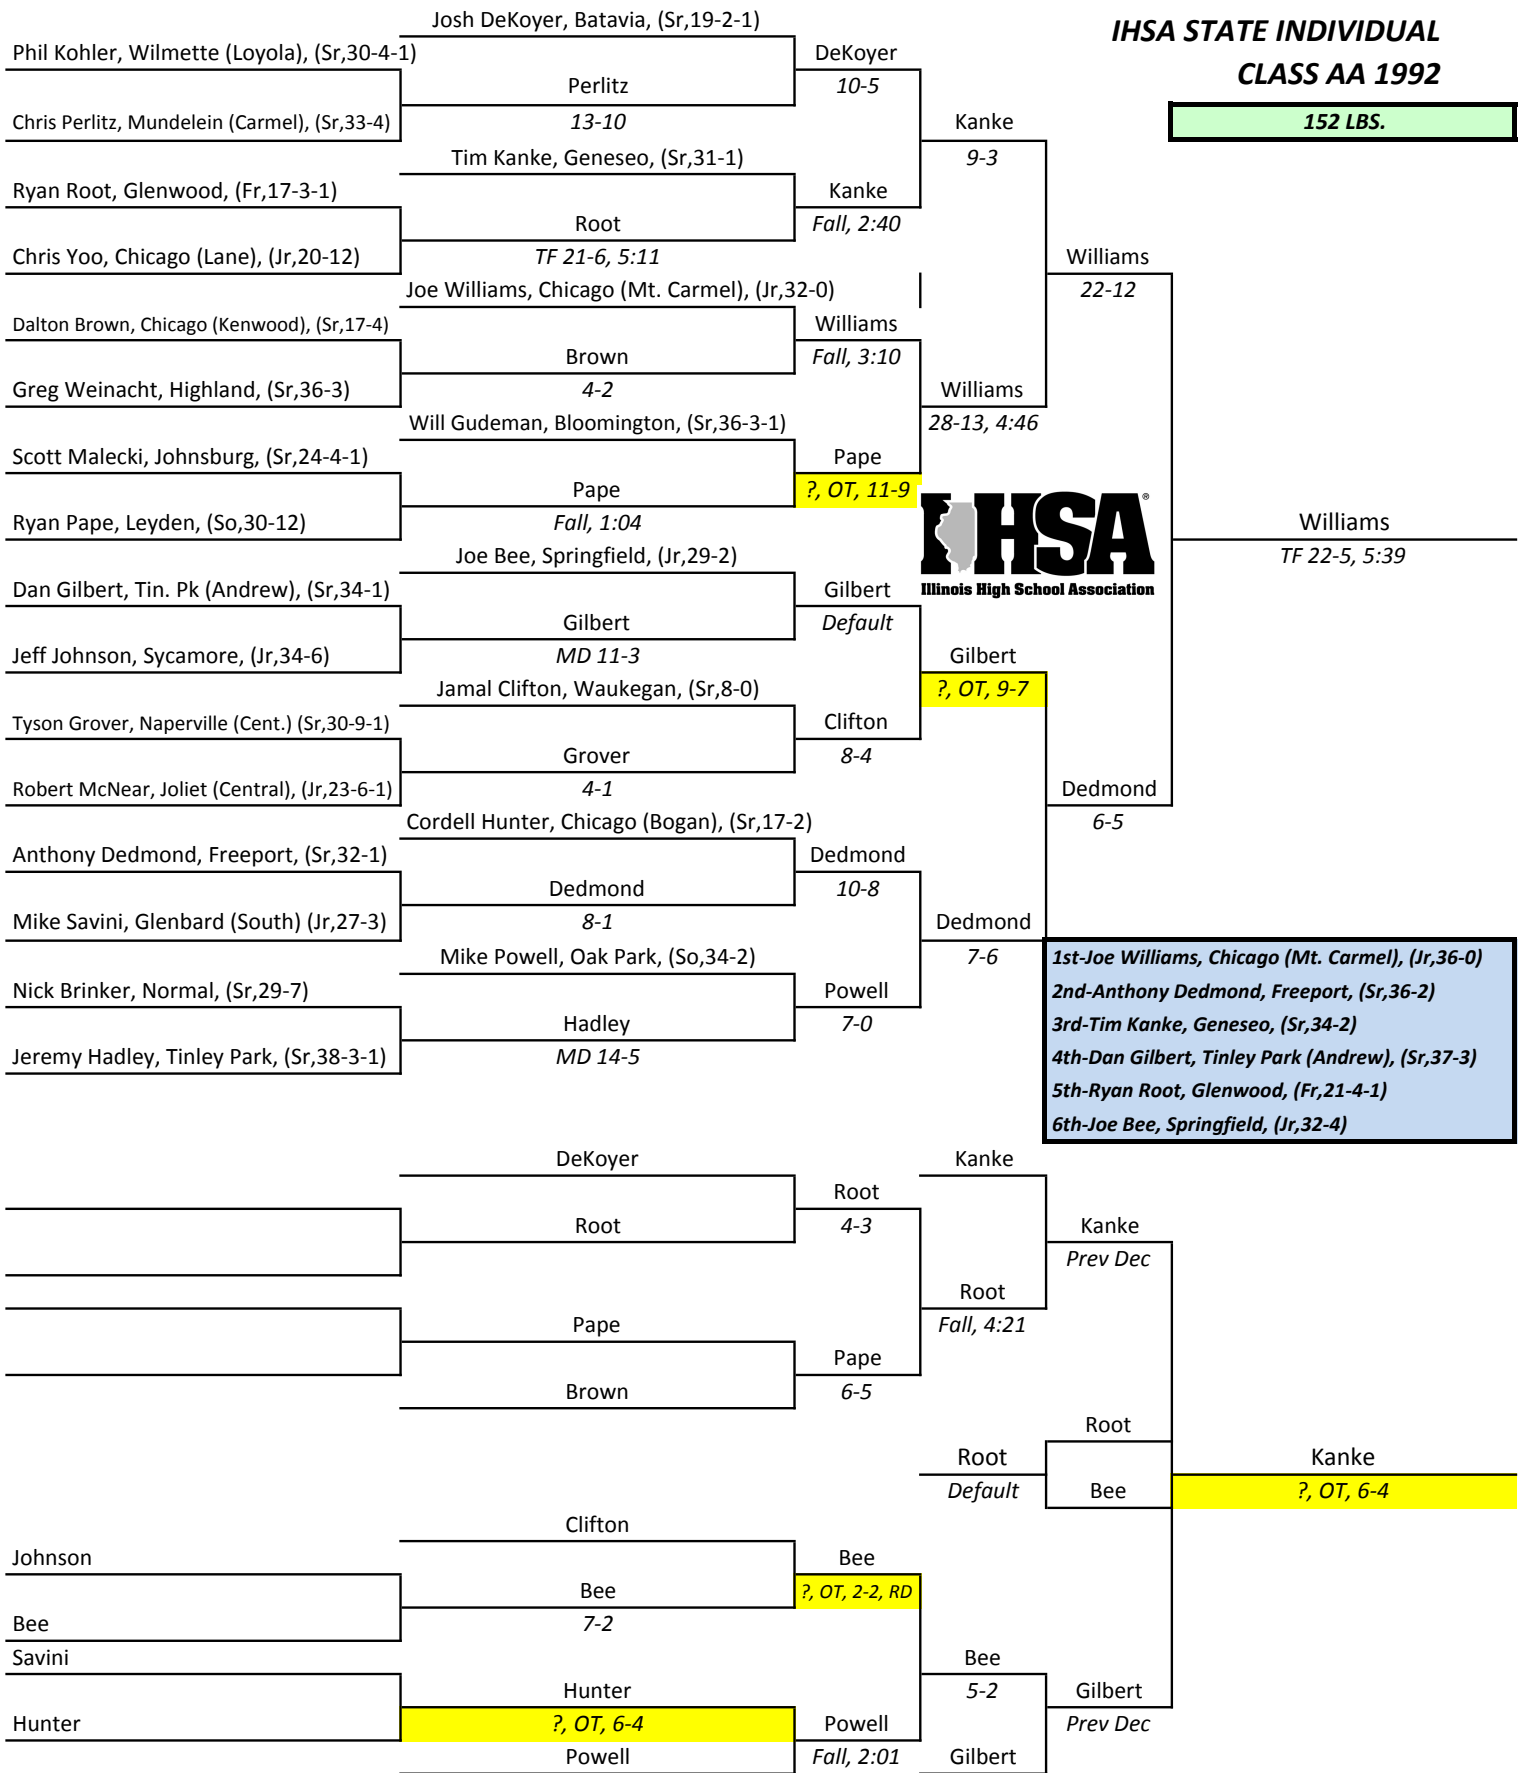 Josh DeKoyer, Batavia, (Sr,19-2-1)
IHSA STATE INDIVIDUAL
Phil Kohler, Wilmette (Loyola), (Sr,30-4-1)
DeKoyer
CLASS AA 1992
Perlitz
10-5
Chris Perlitz, Mundelein (Carmel), (Sr,33-4)
13-10
Kanke
152 LBS.
Tim Kanke, Geneseo, (Sr,31-1)
9-3
Ryan Root, Glenwood, (Fr,17-3-1)
Kanke
Root
Fall, 2:40
Chris Yoo, Chicago (Lane), (Jr,20-12)
TF 21-6, 5:11
Williams
Joe Williams, Chicago (Mt. Carmel), (Jr,32-0)
22-12
Dalton Brown, Chicago (Kenwood), (Sr,17-4)
Williams
Brown
Fall, 3:10
Greg Weinacht, Highland, (Sr,36-3)
4-2
Williams
Will Gudeman, Bloomington, (Sr,36-3-1)
28-13, 4:46
Scott Malecki, Johnsburg, (Sr,24-4-1)
Pape
Pape
?, OT, 11-9
Ryan Pape, Leyden, (So,30-12)
Fall, 1:04
IHSA®
Williams
Joe Bee, Springfield, (Jr,29-2)
TF 22-5, 5:39
Dan Gilbert, Tin. Pk (Andrew), (Sr,34-1)
Gilbert
Illinois High School Association
Gilbert
Default
Jeff Johnson, Sycamore, (Jr,34-6)
MD 11-3
Gilbert
Jamal Clifton, Waukegan, (Sr,8-0)
?, OT, 9-7
Tyson Grover, Naperville (Cent.) (Sr,30-9-1)
Clifton
Grover
8-4
Robert McNear, Joliet (Central), (Jr,23-6-1)
4-1
Dedmond
Cordell Hunter, Chicago (Bogan), (Sr,17-2)
6-5
Anthony Dedmond, Freeport, (Sr,32-1)
Dedmond
Dedmond
10-8
Mike Savini, Glenbard (South) (Jr,27-3)
8-1
Dedmond
Mike Powell, Oak Park, (So,34-2)
7-6
1st-Joe Williams, Chicago (Mt. Carmel), (Jr,36-0)
Nick Brinker, Normal, (Sr,29-7)
Powell
2nd-Anthony Dedmond, Freeport, (Sr,36-2)
Hadley
7-0
3rd-Tim Kanke, Geneseo, (Sr,34-2)
Jeremy Hadley, Tinley Park, (Sr,38-3-1)
MD 14-5
4th-Dan Gilbert, Tinley Park (Andrew), (Sr,37-3)
5th-Ryan Root, Glenwood, (Fr,21-4-1)
6th-Joe Bee, Springfield, (Jr,32-4)
DeKoyer
Kanke
Root
Root
4-3
Kanke
Prev Dec
Root
Pape
Fall, 4:21
Pape
Brown
6-5
Root
Root
Kanke
Default
Bee
?, OT, 6-4
Clifton
Johnson
Bee
Bee
?, OT, 2-2, RD
Bee
7-2
Savini
Bee
Hunter
5-2
Gilbert
Hunter
?, OT, 6-4
Powell
Prev Dec
Powell
Fall, 2:01
Gilbert